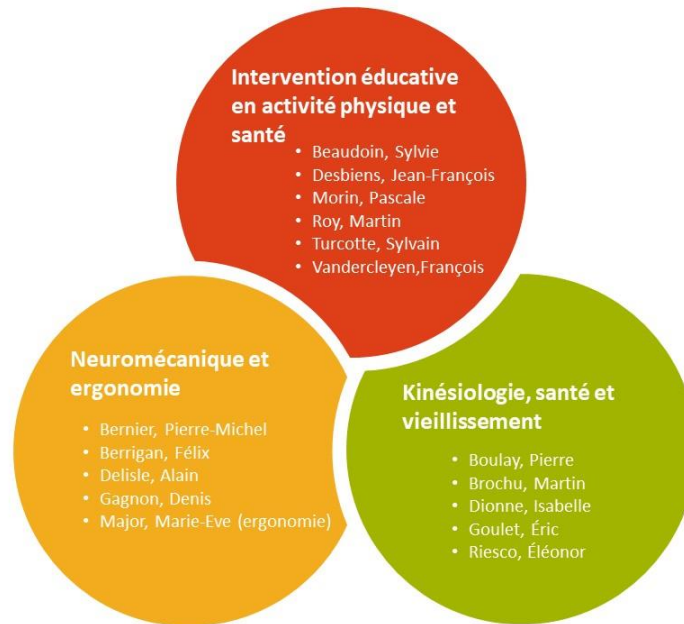 Intervention éducative
en activité physique et
santé
• Beaudoin, Sylvie
• Desbiens, Jean-François
• Morin, Pascale
• Roy, Martin
• Turcotte, Sylvain
• Vandercleyen,François
Neuromécanique et
ergonomie
• Bernier, Pierre-Michel
• Berrigan, Félix
• Delisle, Alain
• Gagnon, Denis
• Major, Marie-Eve (ergonomie)
Kinésiologie, santé et
vieillissement
• Boulay, Pierre
• Brochu, Martin
• Dionne, Isabelle
• Goulet, Éric
• Riesco, Éléonor